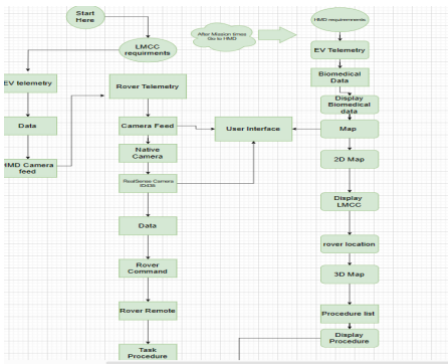 Start
Here
LMCC
requirments
After Mission times
Go to HMD
HMD requirements
EV telemetry
Data
HMD Camera
feed
Rover Telemetry
Camera Feed
Native
Camera
RealSense Camera
Data
Rover
Command
Rover Remote
Task
Procedure
User Interface
EV Telemetry
Biomedical
Data
Display
Biomedical
data
Map
2D Map
Display
LMCC
rover location
3D Map
Procedure list
Display
Procedure